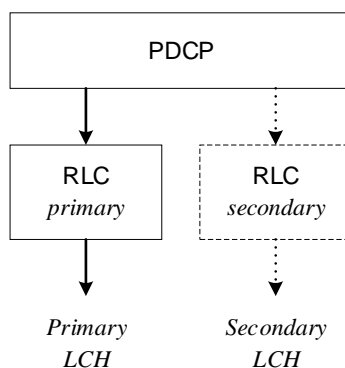 PDCP
RLC
primary
RLC
secondary
Primary
LCH
Secondary
LCH